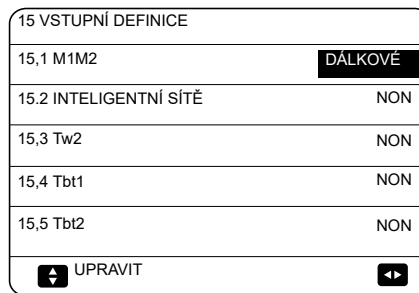 15 VSTUPNÍ DEFINICE
15,1 M1M2 DÁLKOVÉ
15.2 INTELIGENTNÍ SÍTĚ NON
15,3 Tw2 NON
15,4 Tbt1 NON
15,5 Tbt2 NON
UPRAVIT